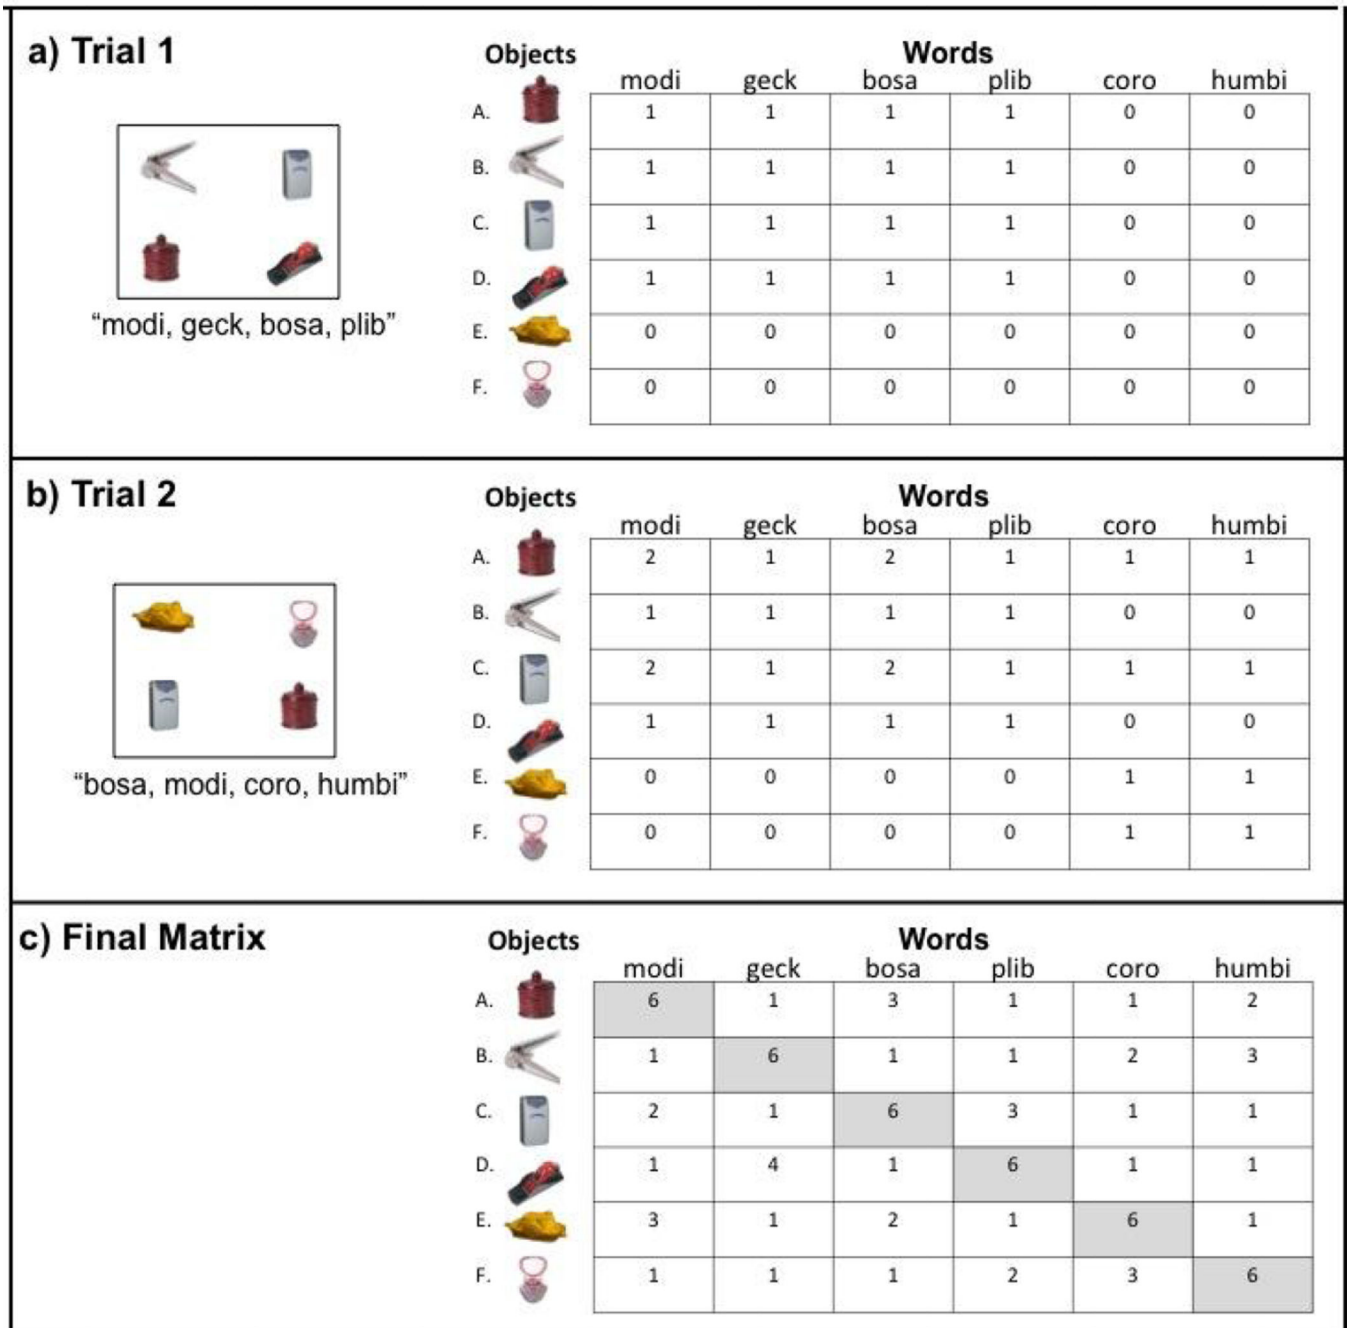 a) Trial 1
Objects Words
modi geck bosa plib coro humbi
A. 1 1 1 1 0 0
B. 1 1 1 1 0 0
C. 1 1 1 1 0 0
D. 1 1 1 1 0 0
E. 0 0 0 0 0 0
F. 0 0 0 0 0 0
“modi, geck, bosa, plib”
b) Trial 2
Objects Words
modi geck bosa plib coro humbi
A. 2 1 2 1 1 1
B. 1 1 1 1 0 0
C. 2 1 2 1 1 1
D. 1 1 1 1 0 0
E. 0 0 0 0 1 1
F. 0 0 0 0 1 1
“bosa, modi, coro, humbi”
c) Final Matrix
Objects Words
modi geck bosa plib coro humbi
A. 6 1 3 1 1 2
B. 1 6 1 1 2 3
C. 2 1 6 3 1 1
D. 1 4 1 6 1 1
E. 3 1 2 1 6 1
F. 1 1 1 2 3 6